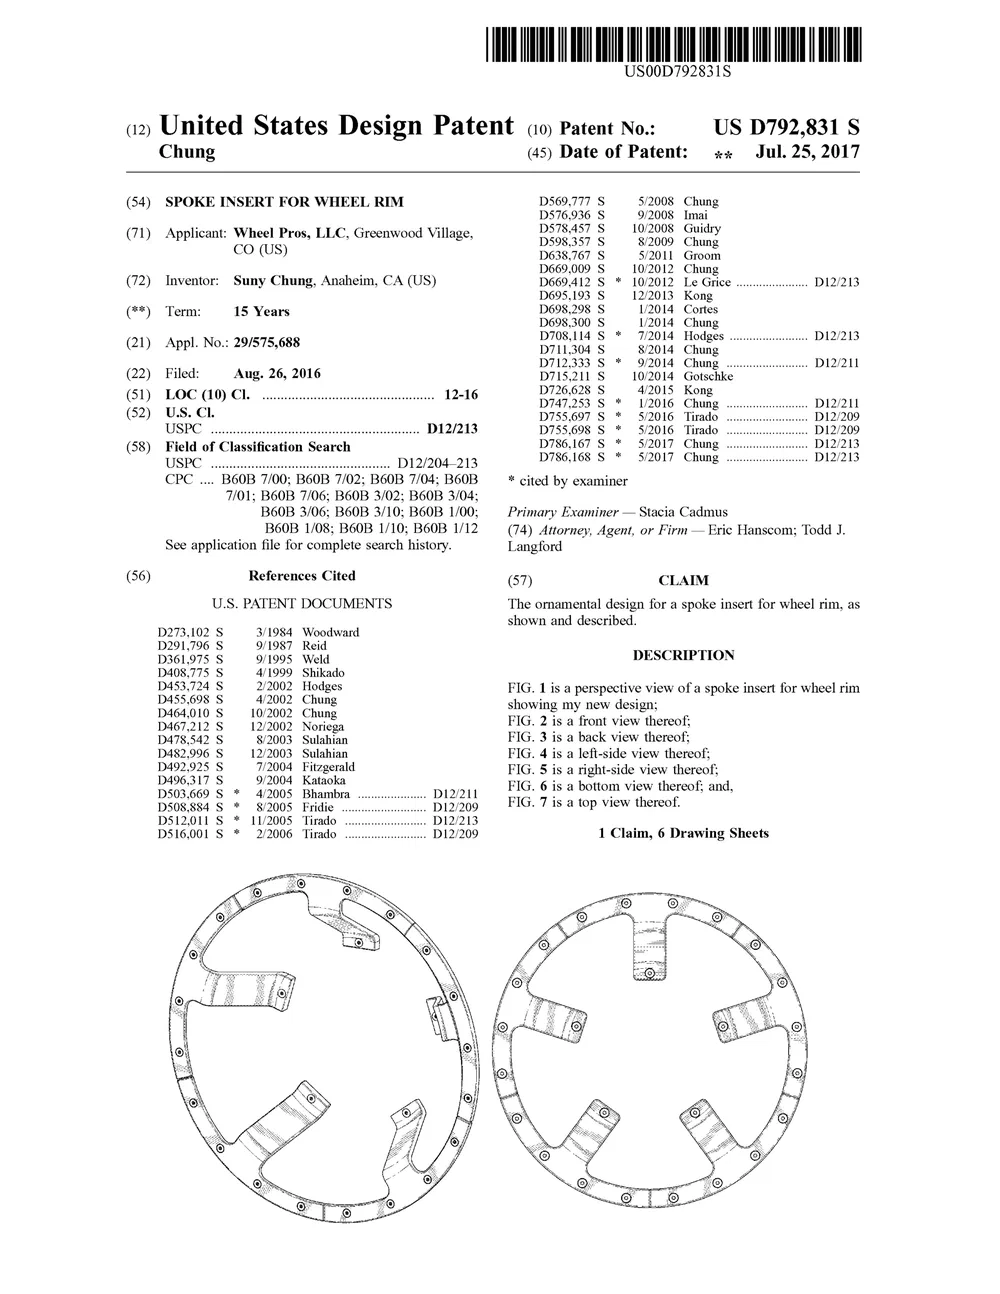 US00D792831S
(12) United States Design Patent
Chung
(10) Patent No.: US D792,831 S
(45) Date of Patent: ** Jul. 25, 2017
(54) SPOKE INSERT FOR WHEEL RIM
(71) Applicant: Wheel Pros, LLC, Greenwood Village,
CO (US)
(72) Inventor: Suny Chung, Anaheim, CA (US)
(**) Term: 15 Years
(21) Appl. No.: 29/575,688
(22) Filed: Aug. 26, 2016
(51) LOC (10) Cl. ............................................. 12-16
(52) U.S. Cl.
USPC ...................................................... D12/213
(58) Field of Classification Search
USPC .............................................. D12/204–213
CPC .... B60B 7/00; B60B 7/02; B60B 7/04; B60B
7/01; B60B 7/06; B60B 3/02; B60B 3/04;
B60B 3/06; B60B 3/10; B60B 1/00;
B60B 1/08; B60B 1/10; B60B 1/12
See application file for complete search history.
(56) References Cited
U.S. PATENT DOCUMENTS
D273,102 S 3/1984 Woodward
D291,796 S 9/1987 Reid
D361,975 S 9/1995 Weld
D408,775 S 4/1999 Shikado
D453,724 S 2/2002 Hodges
D455,698 S 4/2002 Chung
D464,010 S 10/2002 Chung
D467,212 S 12/2002 Noriega
D478,542 S 8/2003 Sulahian
D482,996 S 12/2003 Sulahian
D492,925 S 7/2004 Fitzgerald
D496,317 S 9/2004 Kataoka
D503,669 S * 4/2005 Bhambra ..................... D12/211
D508,884 S * 8/2005 Fridie .......................... D12/209
D512,011 S * 11/2005 Tirado ......................... D12/213
D516,001 S * 2/2006 Tirado ......................... D12/209
D569,777 S 5/2008 Chung
D576,936 S 9/2008 Imai
D578,457 S 10/2008 Guidry
D598,357 S 8/2009 Chung
D638,767 S 5/2011 Groom
D669,009 S 10/2012 Chung
D669,412 S * 10/2012 Le Grice ...................... D12/213
D695,193 S 12/2013 Kong
D698,298 S 1/2014 Cortes
D698,300 S 1/2014 Chung
D708,114 S * 7/2014 Hodges ........................ D12/213
D711,304 S 8/2014 Chung
D712,333 S * 9/2014 Chung ......................... D12/211
D715,211 S 10/2014 Gotschke
D726,628 S 4/2015 Kong
D747,253 S * 1/2016 Chung ......................... D12/211
D755,697 S * 5/2016 Tirado ......................... D12/209
D755,698 S * 5/2016 Tirado ......................... D12/209
D786,167 S * 5/2017 Chung ......................... D12/213
D786,168 S * 5/2017 Chung ......................... D12/213
* cited by examiner
Primary Examiner — Stacia Cadmus
(74) Attorney, Agent, or Firm — Eric Hanscom; Todd J.
Langford
(57) CLAIM
The ornamental design for a spoke insert for wheel rim, as
shown and described.
DESCRIPTION
FIG. 1 is a perspective view of a spoke insert for wheel rim
showing my new design;
FIG. 2 is a front view thereof;
FIG. 3 is a back view thereof;
FIG. 4 is a left-side view thereof;
FIG. 5 is a right-side view thereof;
FIG. 6 is a bottom view thereof; and,
FIG. 7 is a top view thereof.
1 Claim, 6 Drawing Sheets